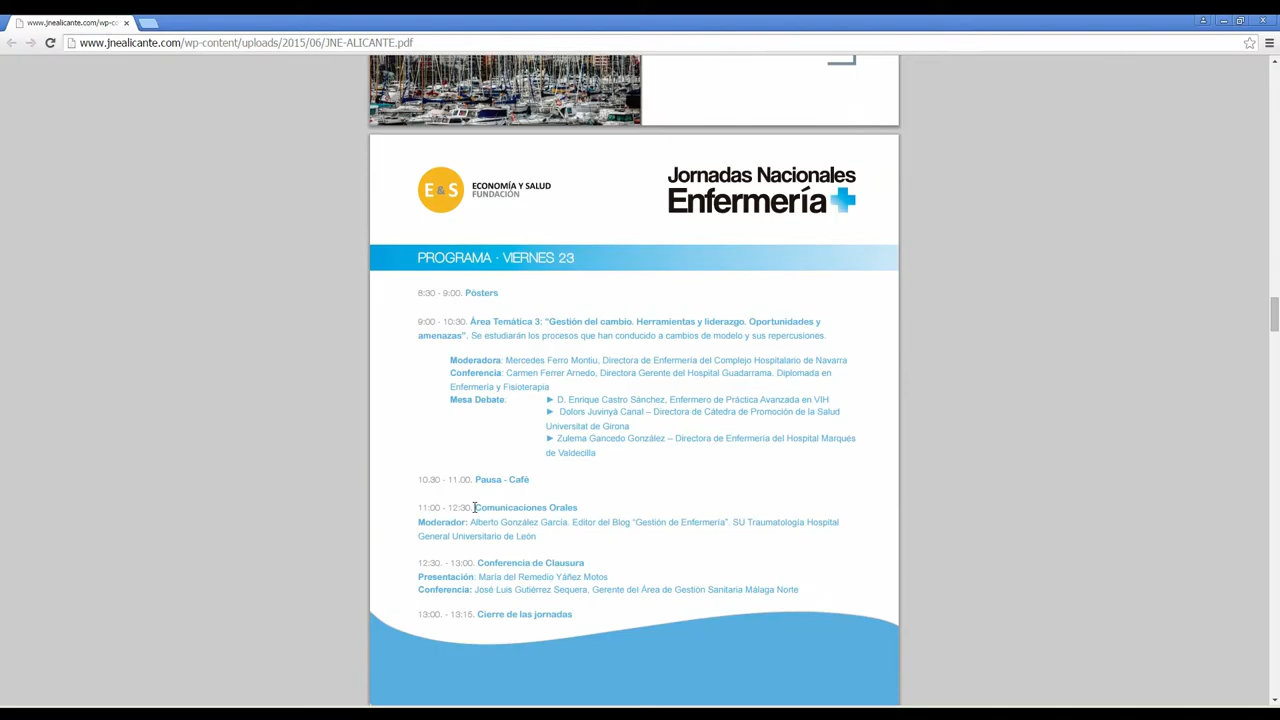 www.jnealicante.com/wp-co
www.jnealicante.com/wp-content/uploads/2015/06/JNE-ALICANTE.pdf
E & S
ECONOMÍA Y SALUD
FUNDACIÓN
Jornadas Nacionales
Enfermería
PROGRAMA · VIERNES 23
8:30 - 9:00. Pósters
9:00 - 10:30. Área Temática 3: "Gestión del cambio. Herramientas y liderazgo. Oportunidades y
amenazas". Se estudiarán los procesos que han conducido a cambios de modelo y sus repercusiones.
Moderadora: Mercedes Ferro Montiu, Directora de Enfermería del Complejo Hospitalario de Navarra
Conferencia: Carmen Ferrer Arnedo, Directora Gerente del Hospital Guadarrama. Diplomada en
Enfermería y Fisioterapia
Mesa Debate: ► D. Enrique Castro Sánchez, Enfermero de Práctica Avanzada en VIH
► Dolors Juvinyà Canal – Directora de Cátedra de Promoción de la Salud
Universitat de Girona
► Zulema Gancedo González – Directora de Enfermería del Hospital Marqués
de Valdecilla
10.30 - 11.00. Pausa - Café
11:00 - 12:30. Comunicaciones Orales
Moderador: Alberto González García. Editor del Blog "Gestión de Enfermería". SU Traumatología Hospital
General Universitario de León
12:30. - 13:00. Conferencia de Clausura
Presentación: María del Remedio Yáñez Motos
Conferencia: José Luis Gutiérrez Sequera, Gerente del Área de Gestión Sanitaria Málaga Norte
13:00. - 13:15. Cierre de las jornadas